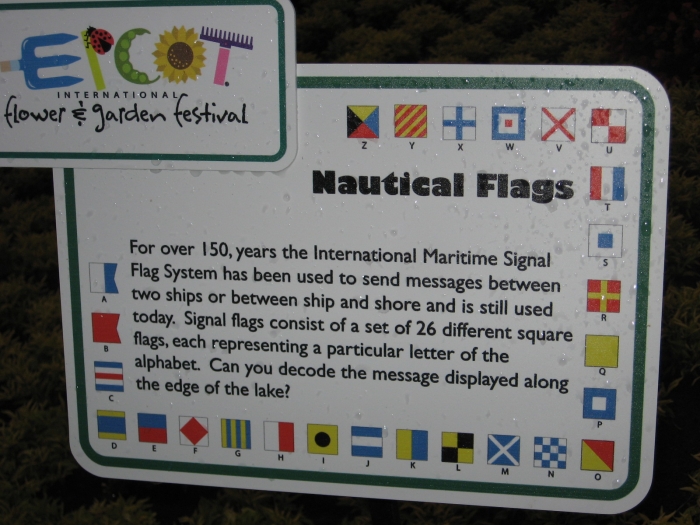 EPCOT
INTERNATIONAL
flower & garden festival
Z Y X W V U
Nautical Flags
T
S
R
Q
P
For over 150, years the International Maritime Signal
Flag System has been used to send messages between
two ships or between ship and shore and is still used
today. Signal flags consist of a set of 26 different square
flags, each representing a particular letter of the
alphabet. Can you decode the message displayed along
the edge of the lake?
A
B
C
D E F G H I J K L M N O